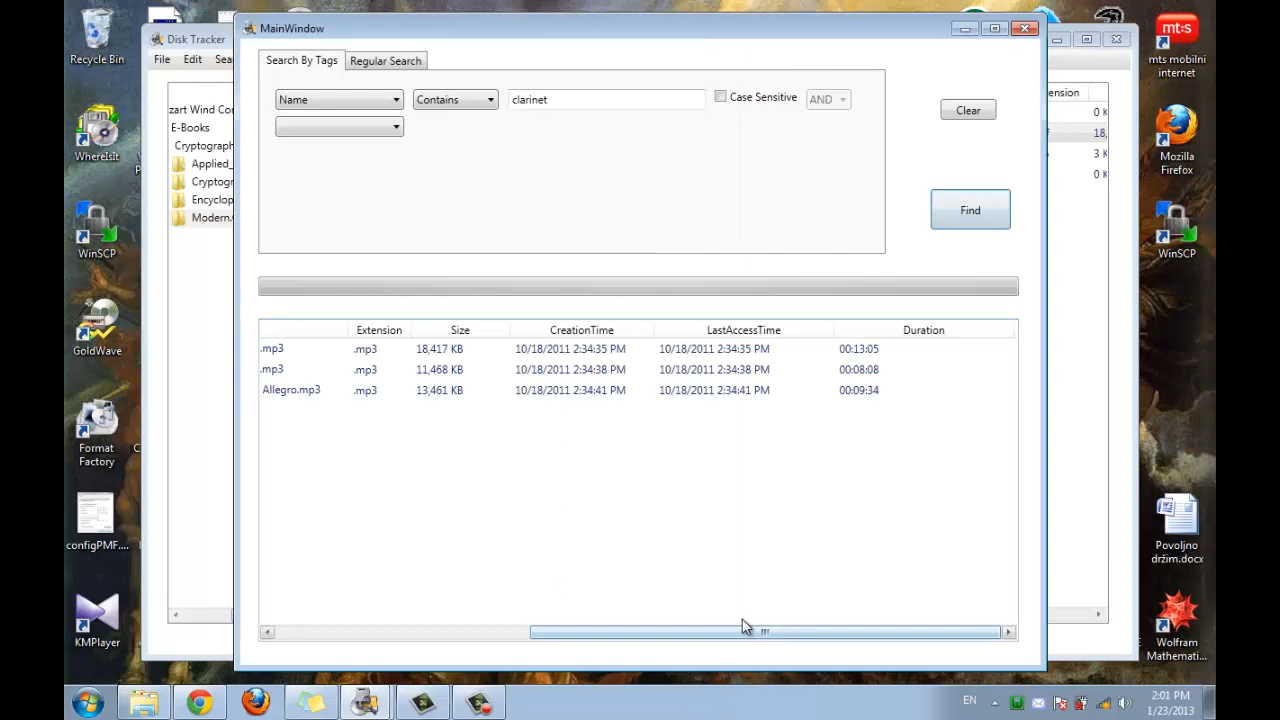 MainWindow
Disk Tracker
Recycle Bin
mts mobilni
internet
File Edit Sea
Search By Tags Regular Search
ension
Name Contains clarinet Case Sensitive AND
Clear
zart Wind Con
0 K
E-Books
18,
Cryptograph
3 K
WhereIsIt
Mozilla
Firefox
Applied_
0 K
Cryptogr
Encyclop
Find
Modern.
WinSCP
WinSCP
Extension Size CreationTime LastAccessTime Duration
.mp3 .mp3 18,417 KB 10/18/2011 2:34:35 PM 10/18/2011 2:34:35 PM 00:13:05
.mp3 .mp3 11,468 KB 10/18/2011 2:34:38 PM 10/18/2011 2:34:38 PM 00:08:08
Allegro.mp3 .mp3 13,461 KB 10/18/2011 2:34:41 PM 10/18/2011 2:34:41 PM 00:09:34
GoldWave
Format
Factory
configPMF....
Povoljno
držim.docx
KMPlayer
Wolfram
Mathemati...
EN
2:01 PM
1/23/2013